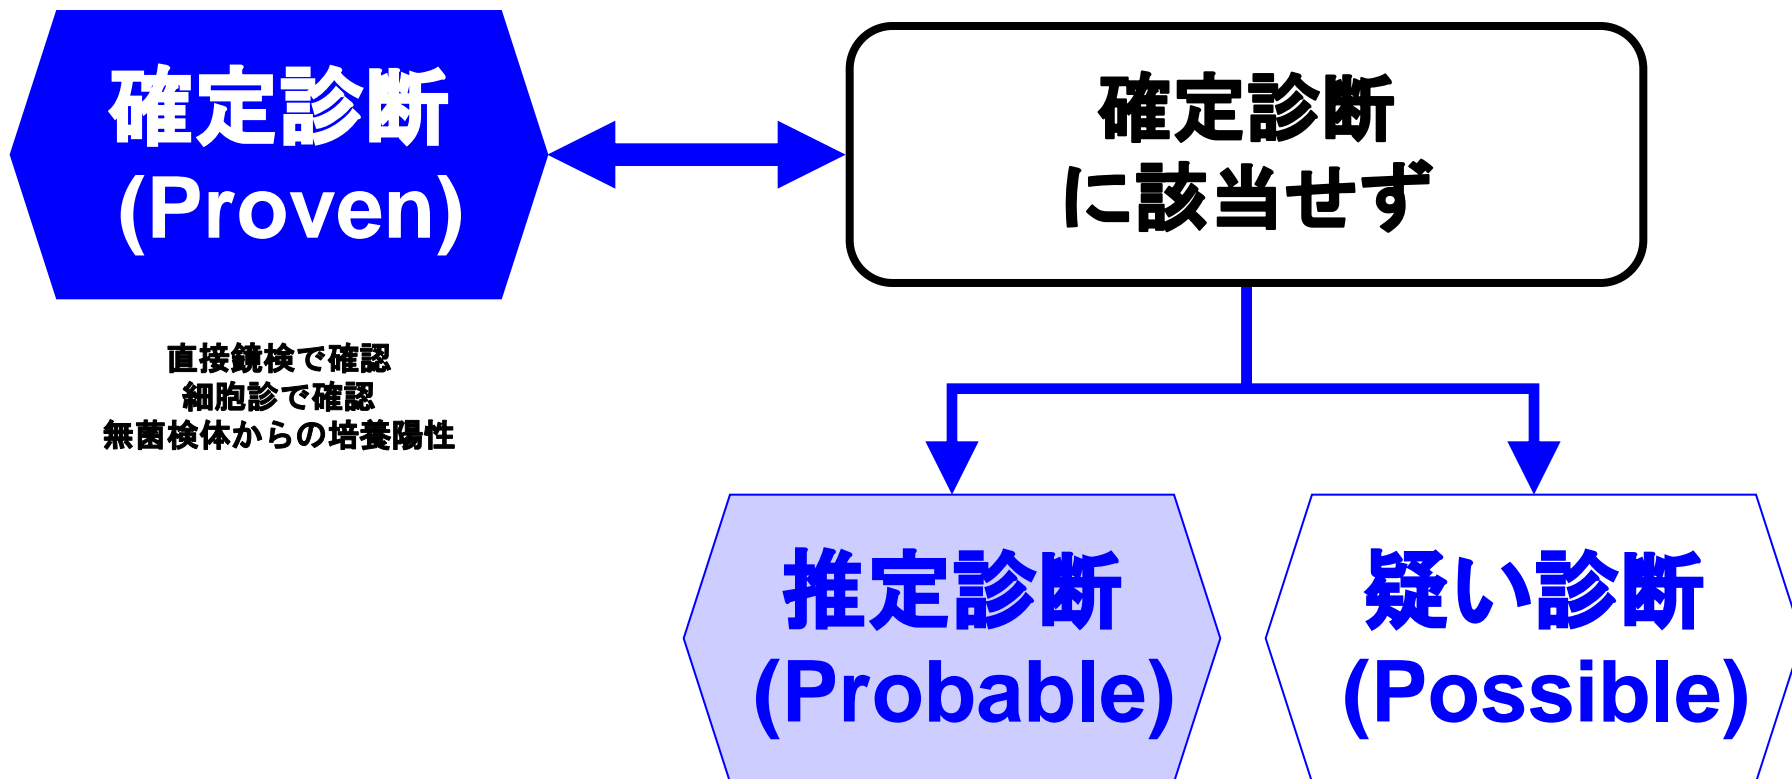 確定診断
(Proven)
直接鏡検で確認
細胞診で確認
無菌検体からの培養陽性
確定診断
に該当せず
推定診断
(Probable)
疑い診断
(Possible)